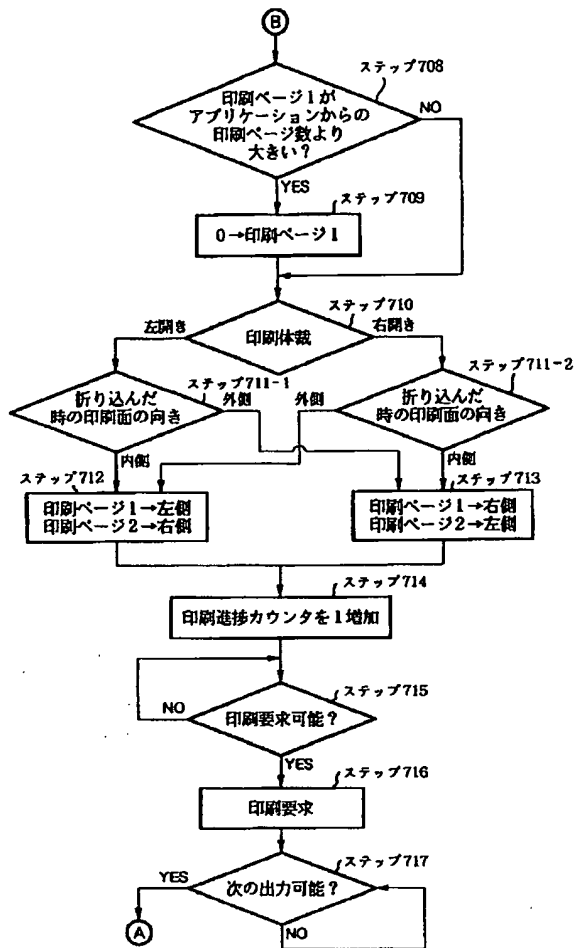 B
ステップ708
印刷ページ1が
アプリケーションからの
印刷ページ数より
大きい？
NO
YES
ステップ709
0→印刷ページ1
ステップ710
左開き
印刷体裁
右開き
ステップ711-1
ステップ711-2
折り込んだ
時の印刷面の向き
外側
外側
折り込んだ
時の印刷面の向き
内側
内側
ステップ712
ステップ713
印刷ページ1→左側
印刷ページ2→右側
印刷ページ1→右側
印刷ページ2→左側
ステップ714
印刷進捗カウンタを1増加
ステップ715
NO
印刷要求可能？
YES
ステップ716
印刷要求
ステップ717
YES
次の出力可能？
A
NO